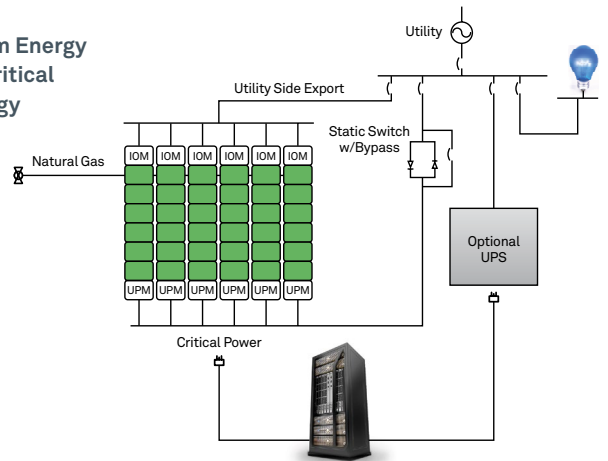 m Energy
ritical
gy
Utility
Utility Side Export
Static Switch
w/Bypass
Natural Gas
IOM IOM IOM IOM IOM IOM
Optional
UPS
UPM UPM UPM UPM UPM UPM
Critical Power